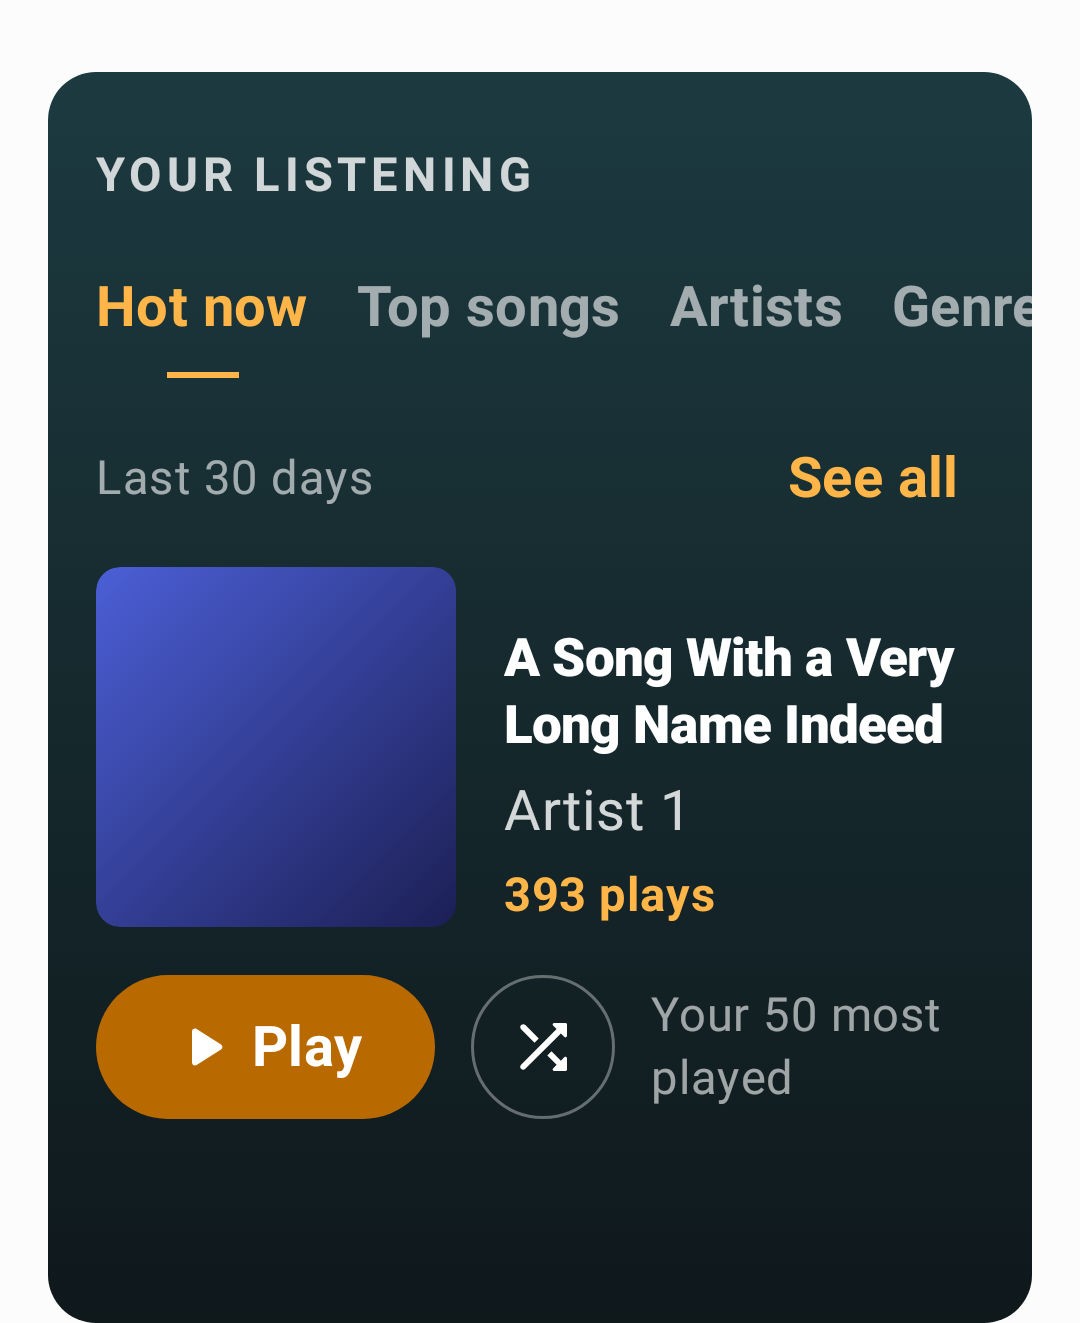 YOUR LISTENING
Hot now Top songs Artists Genre
Last 30 days See all
A Song With a Very
Long Name Indeed
Artist 1
393 plays
Play
Your 50 most
played